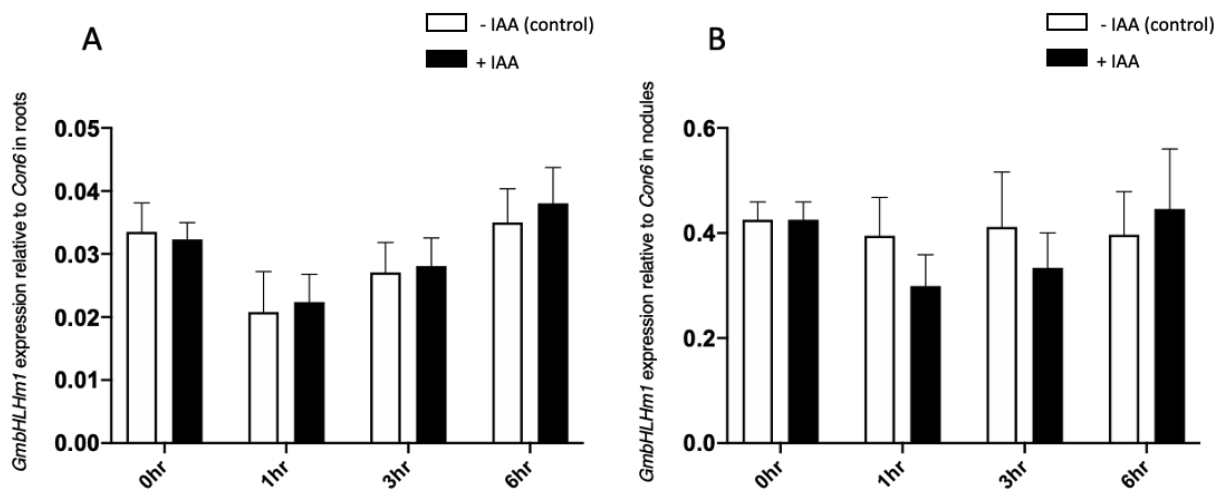 A
- IAA (control)
+ IAA
GmbHLHm1 expression relative to Con6 in roots
0.05
0.04
0.03
0.02
0.01
0.00
0hr
1hr
3hr
6hr
B
- IAA (control)
+ IAA
GmbHLHm1 expression relative to Con6 in nodules
0.6
0.4
0.2
0.0
0hr
1hr
3hr
6hr